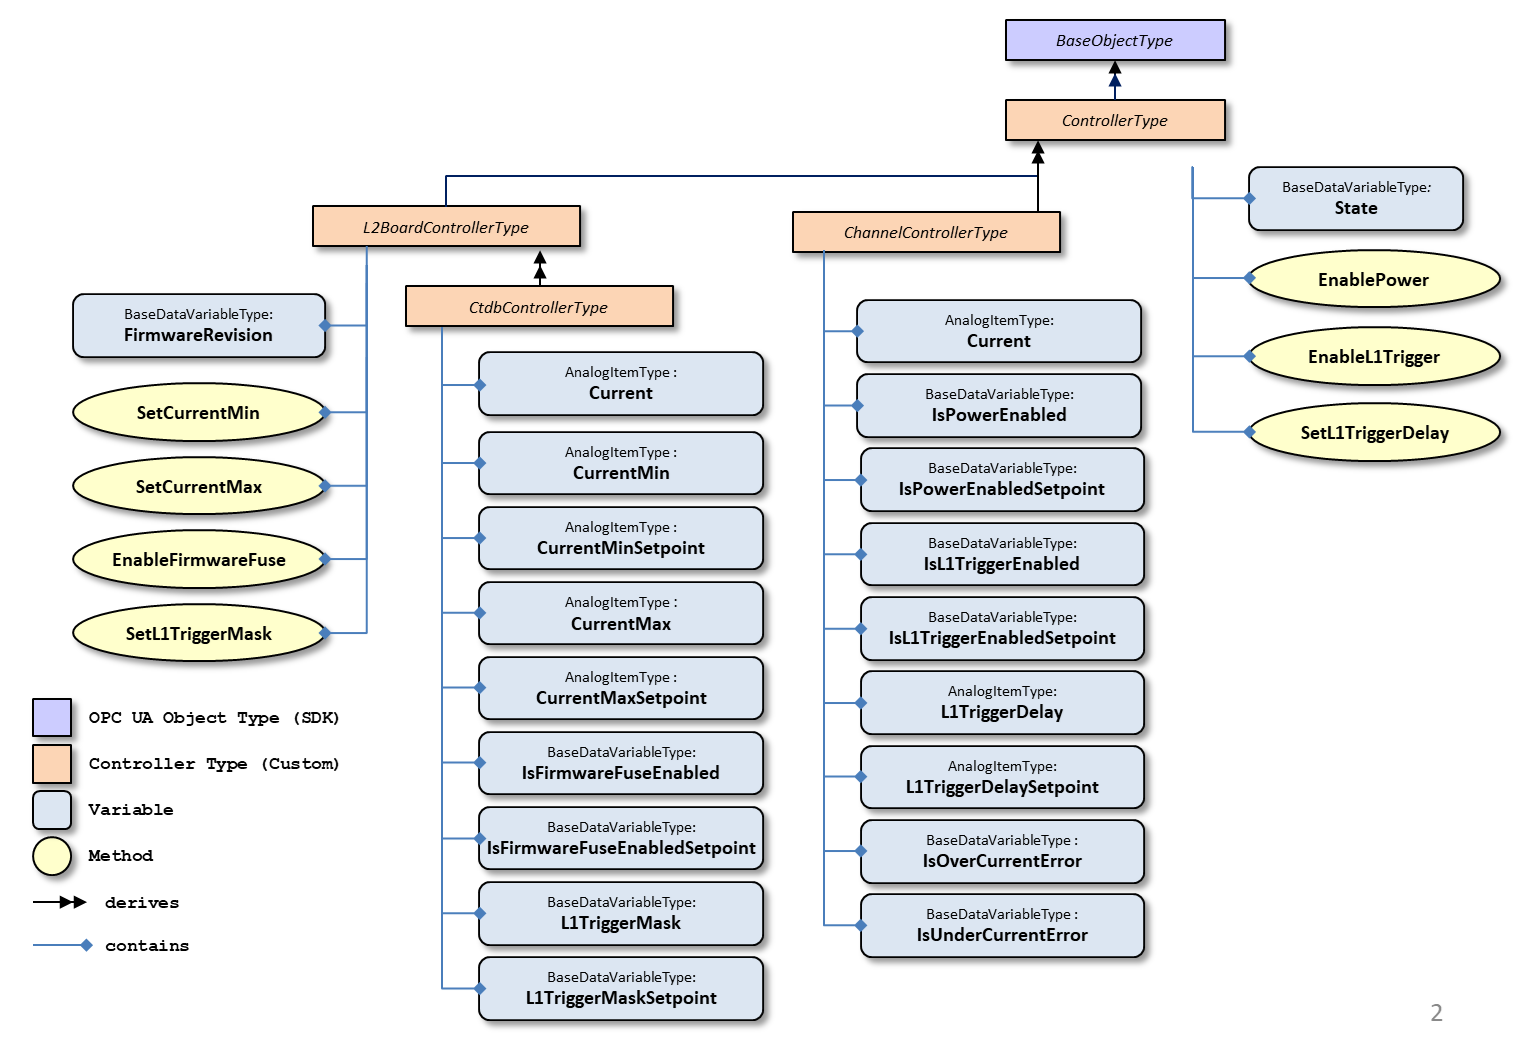 BaseObjectType
ControllerType
L2BoardControllerType
ChannelControllerType
CtdbControllerType
BaseDataVariableType:
State
EnablePower
EnableL1Trigger
SetL1TriggerDelay
BaseDataVariableType:
FirmwareRevision
SetCurrentMin
SetCurrentMax
EnableFirmwareFuse
SetL1TriggerMask
AnalogItemType :
Current
AnalogItemType :
CurrentMin
AnalogItemType :
CurrentMinSetpoint
AnalogItemType :
CurrentMax
AnalogItemType :
CurrentMaxSetpoint
BaseDataVariableType:
IsFirmwareFuseEnabled
BaseDataVariableType:
IsFirmwareFuseEnabledSetpoint
BaseDataVariableType:
L1TriggerMask
BaseDataVariableType:
L1TriggerMaskSetpoint
AnalogItemType:
Current
BaseDataVariableType:
IsPowerEnabled
BaseDataVariableType:
IsPowerEnabledSetpoint
BaseDataVariableType:
IsL1TriggerEnabled
BaseDataVariableType:
IsL1TriggerEnabledSetpoint
AnalogItemType:
L1TriggerDelay
AnalogItemType:
L1TriggerDelaySetpoint
BaseDataVariableType :
IsOverCurrentError
BaseDataVariableType :
IsUnderCurrentError
OPC UA Object Type (SDK)
Controller Type (Custom)
Variable
Method
derives
contains
2